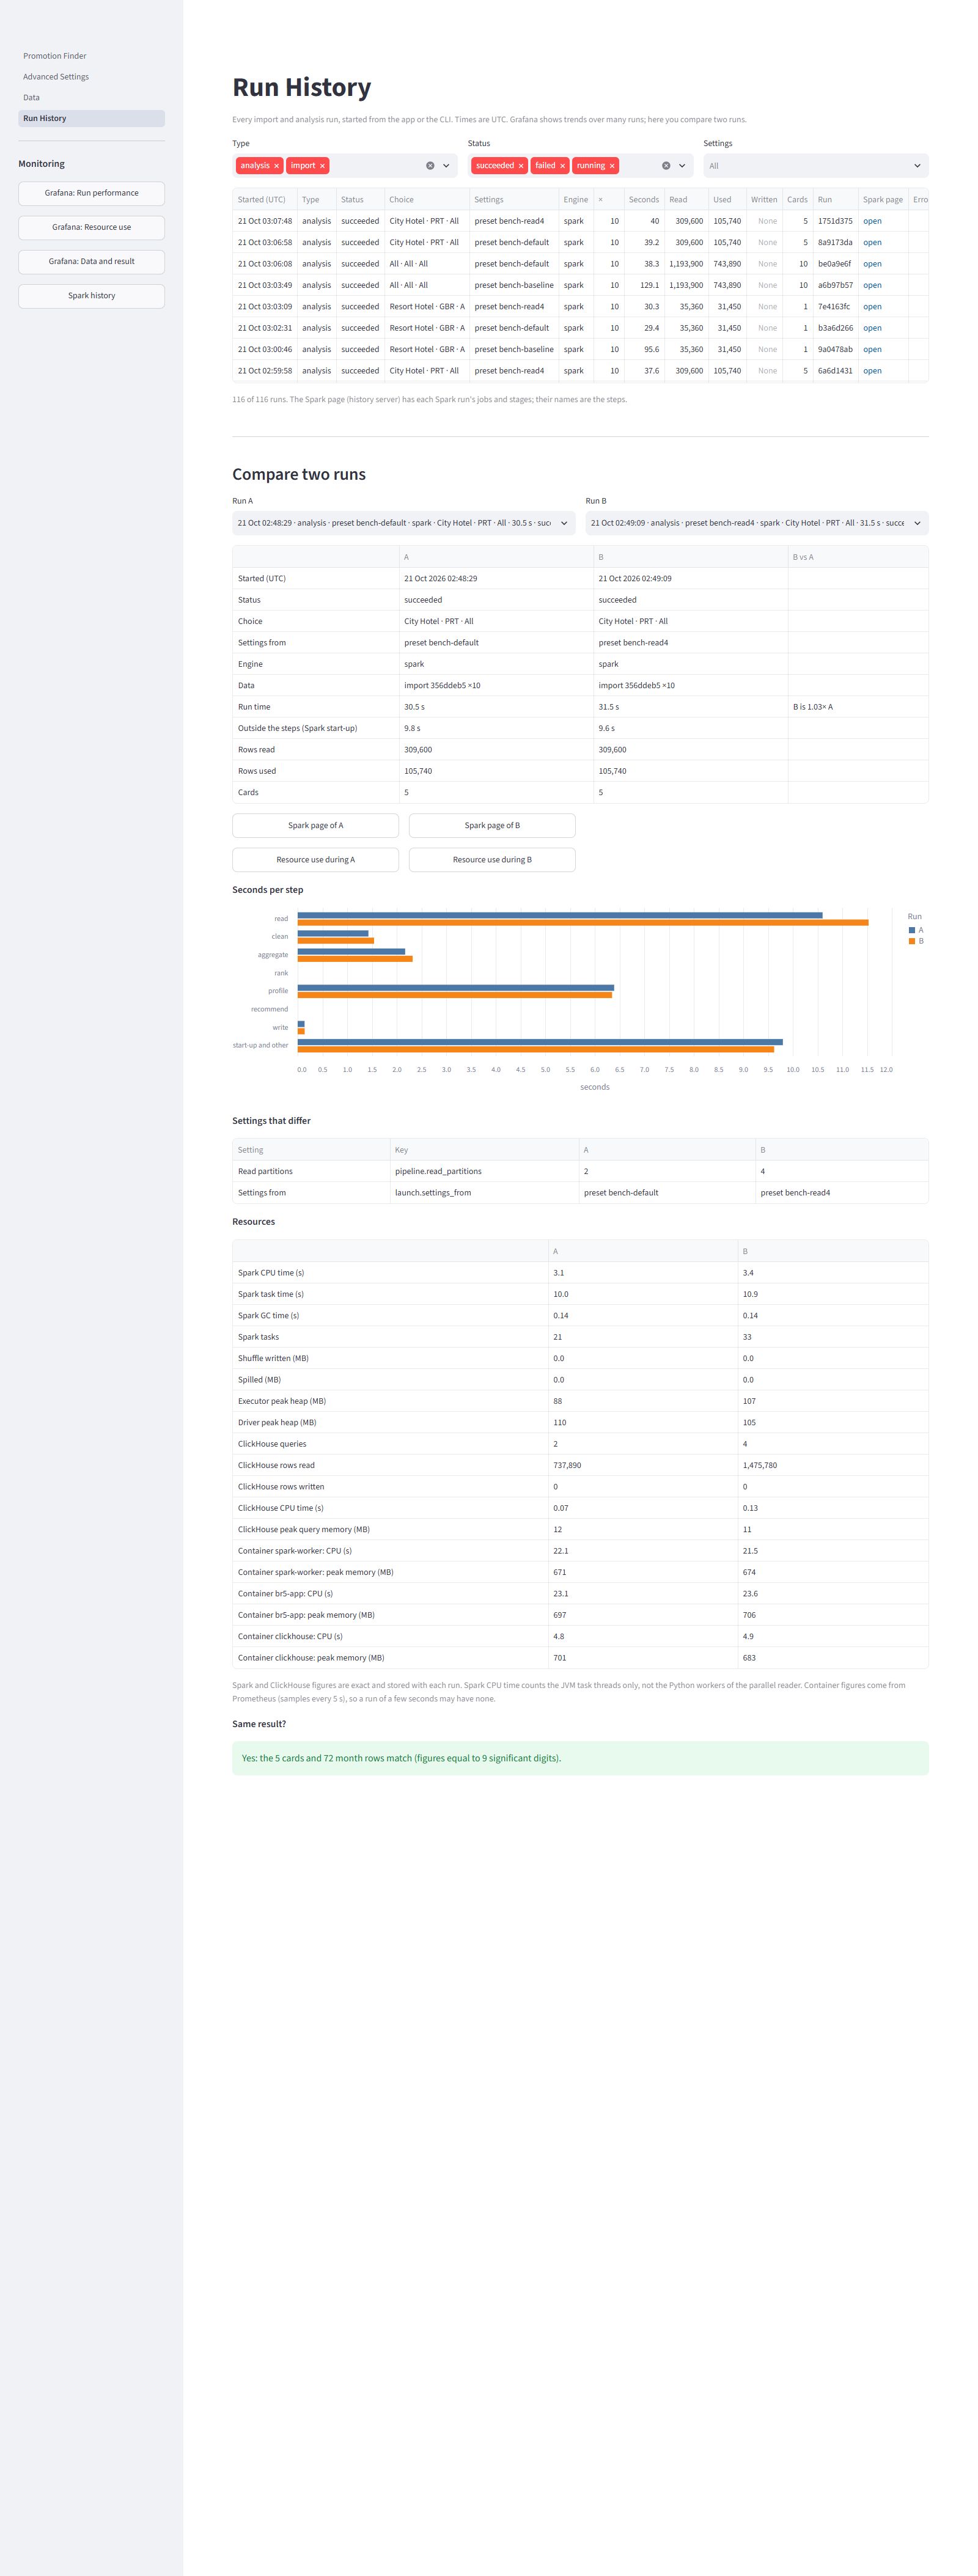 Promotion Finder
Advanced Settings
Data
Run History
Monitoring
Grafana: Run performance
Grafana: Resource use
Grafana: Data and result
Spark history
Run History
Every import and analysis run, started from the app or the CLI. Times are UTC. Grafana shows trends over many runs; here you compare two runs.
Type Status Settings
analysis × import × succeeded × failed × running × All
Started (UTC) Type Status Choice Settings Engine × Seconds Read Used Written Cards Run Spark page Erro
21 Oct 03:07:48 analysis succeeded City Hotel · PRT · All preset bench-read4 spark 10 40 309,600 105,740 None 5 1751d375 open
21 Oct 03:06:58 analysis succeeded City Hotel · PRT · All preset bench-default spark 10 39.2 309,600 105,740 None 5 8a9173da open
21 Oct 03:06:08 analysis succeeded All · All · All preset bench-default spark 10 38.3 1,193,900 743,890 None 10 be0a9e6f open
21 Oct 03:03:49 analysis succeeded All · All · All preset bench-baseline spark 10 129.1 1,193,900 743,890 None 10 a6b97b57 open
21 Oct 03:03:09 analysis succeeded Resort Hotel · GBR · A preset bench-read4 spark 10 30.3 35,360 31,450 None 1 7e4163fc open
21 Oct 03:02:31 analysis succeeded Resort Hotel · GBR · A preset bench-default spark 10 29.4 35,360 31,450 None 1 b3a6d266 open
21 Oct 03:00:46 analysis succeeded Resort Hotel · GBR · A preset bench-baseline spark 10 95.6 35,360 31,450 None 1 9a0478ab open
21 Oct 02:59:58 analysis succeeded City Hotel · PRT · All preset bench-read4 spark 10 37.6 309,600 105,740 None 5 6a6d1431 open
116 of 116 runs. The Spark page (history server) has each Spark run's jobs and stages; their names are the steps.
Compare two runs
Run A Run B
21 Oct 02:48:29 · analysis · preset bench-default · spark · City Hotel · PRT · All · 30.5 s · succ 21 Oct 02:49:09 · analysis · preset bench-read4 · spark · City Hotel · PRT · All · 31.5 s · succe
A B B vs A
Started (UTC) 21 Oct 2026 02:48:29 21 Oct 2026 02:49:09
Status succeeded succeeded
Choice City Hotel · PRT · All City Hotel · PRT · All
Settings from preset bench-default preset bench-read4
Engine spark spark
Data import 356ddeb5 ×10 import 356ddeb5 ×10
Run time 30.5 s 31.5 s B is 1.03× A
Outside the steps (Spark start-up) 9.8 s 9.6 s
Rows read 309,600 309,600
Rows used 105,740 105,740
Cards 5 5
Spark page of A Spark page of B
Resource use during A Resource use during B
Seconds per step
Run
A
B
read
clean
aggregate
rank
profile
recommend
write
start-up and other
0.0 0.5 1.0 1.5 2.0 2.5 3.0 3.5 4.0 4.5 5.0 5.5 6.0 6.5 7.0 7.5 8.0 8.5 9.0 9.5 10.0 10.5 11.0 11.5 12.0
seconds
Settings that differ
Setting Key A B
Read partitions pipeline.read_partitions 2 4
Settings from launch.settings_from preset bench-default preset bench-read4
Resources
A B
Spark CPU time (s) 3.1 3.4
Spark task time (s) 10.0 10.9
Spark GC time (s) 0.14 0.14
Spark tasks 21 33
Shuffle written (MB) 0.0 0.0
Spilled (MB) 0.0 0.0
Executor peak heap (MB) 88 107
Driver peak heap (MB) 110 105
ClickHouse queries 2 4
ClickHouse rows read 737,890 1,475,780
ClickHouse rows written 0 0
ClickHouse CPU time (s) 0.07 0.13
ClickHouse peak query memory (MB) 12 11
Container spark-worker: CPU (s) 22.1 21.5
Container spark-worker: peak memory (MB) 671 674
Container br5-app: CPU (s) 23.1 23.6
Container br5-app: peak memory (MB) 697 706
Container clickhouse: CPU (s) 4.8 4.9
Container clickhouse: peak memory (MB) 701 683
Spark and ClickHouse figures are exact and stored with each run. Spark CPU time counts the JVM task threads only, not the Python workers of the parallel reader. Container figures come from
Prometheus (samples every 5 s), so a run of a few seconds may have none.
Same result?
Yes: the 5 cards and 72 month rows match (figures equal to 9 significant digits).